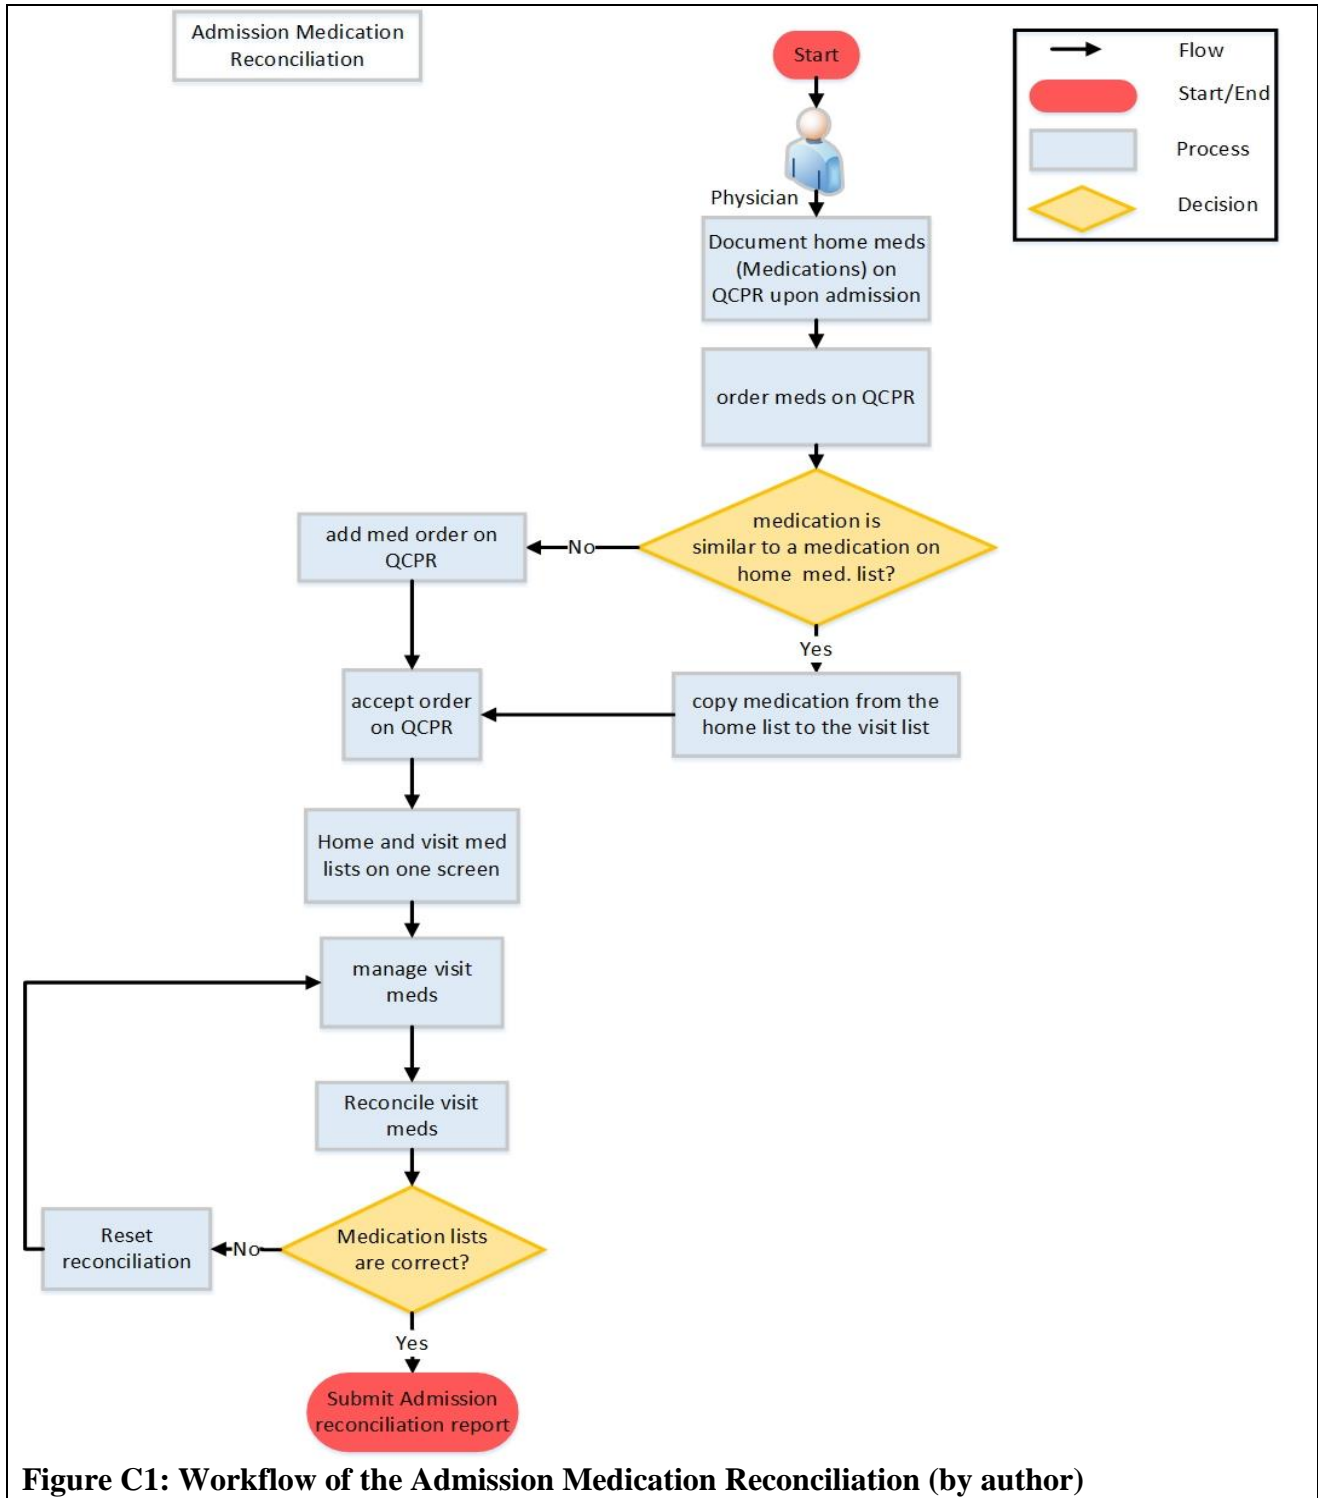 Admission Medication
Reconciliation
Start
Flow
Start/End
Process
Decision
Physician
Document home meds
(Medications) on
QCPR upon admission
order meds on QCPR
medication is
similar to a medication on
home med. list?
No
add med order on
QCPR
Yes
copy medication from the
home list to the visit list
accept order
on QCPR
Home and visit med
lists on one screen
manage visit
meds
Reconcile visit
meds
Medication lists
are correct?
No
Reset
reconciliation
Yes
Submit Admission
reconciliation report
Figure C1: Workflow of the Admission Medication Reconciliation (by author)